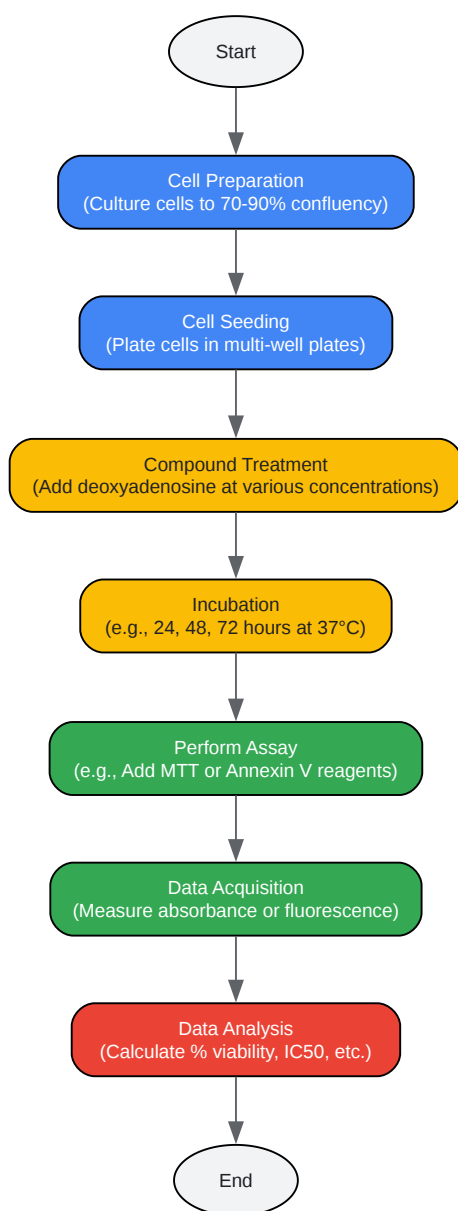 Start
Cell Preparation
(Culture cells to 70-90% confluency)
Cell Seeding
(Plate cells in multi-well plates)
Compound Treatment
(Add deoxyadenosine at various concentrations)
Incubation
(e.g., 24, 48, 72 hours at 37°C)
Perform Assay
(e.g., Add MTT or Annexin V reagents)
Data Acquisition
(Measure absorbance or fluorescence)
Data Analysis
(Calculate % viability, IC50, etc.)
End